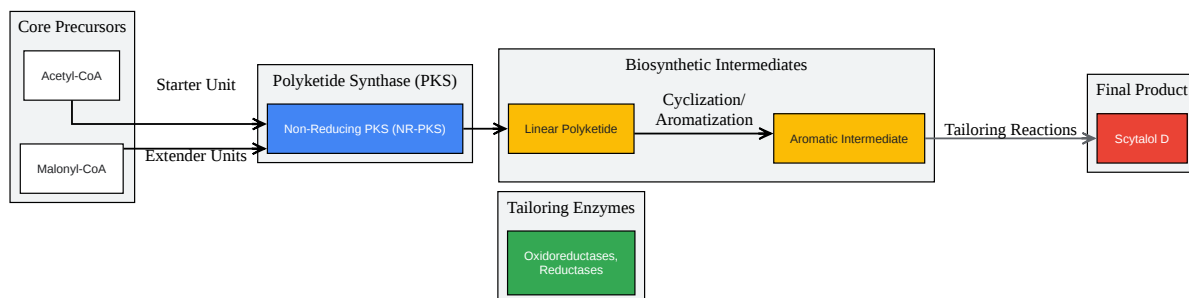 Core Precursors
Acetyl-CoA
Malonyl-CoA
Starter Unit
Extender Units
Polyketide Synthase (PKS)
Non-Reducing PKS (NR-PKS)
Biosynthetic Intermediates
Linear Polyketide
Cyclization/
Aromatization
Aromatic Intermediate
Tailoring Reactions
Final Product
Scytalol D
Tailoring Enzymes
Oxidoreductases,
Reductases